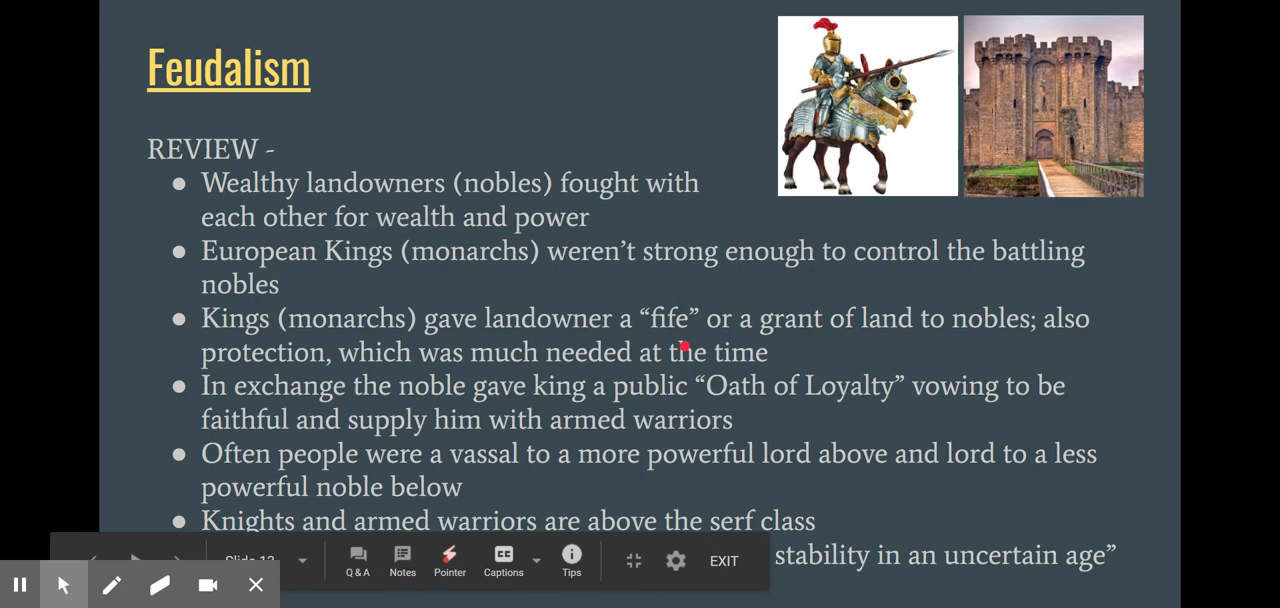 Feudalism
REVIEW -
● Wealthy landowners (nobles) fought with
each other for wealth and power
● European Kings (monarchs) weren’t strong enough to control the battling
nobles
● Kings (monarchs) gave landowner a “fife” or a grant of land to nobles; also
protection, which was much needed at the time
● In exchange the noble gave king a public “Oath of Loyalty” vowing to be
faithful and supply him with armed warriors
● Often people were a vassal to a more powerful lord above and lord to a less
powerful noble below
● Knights and armed warriors are above the serf class
stability in an uncertain age”
Q & A Notes Pointer Captions Tips EXIT